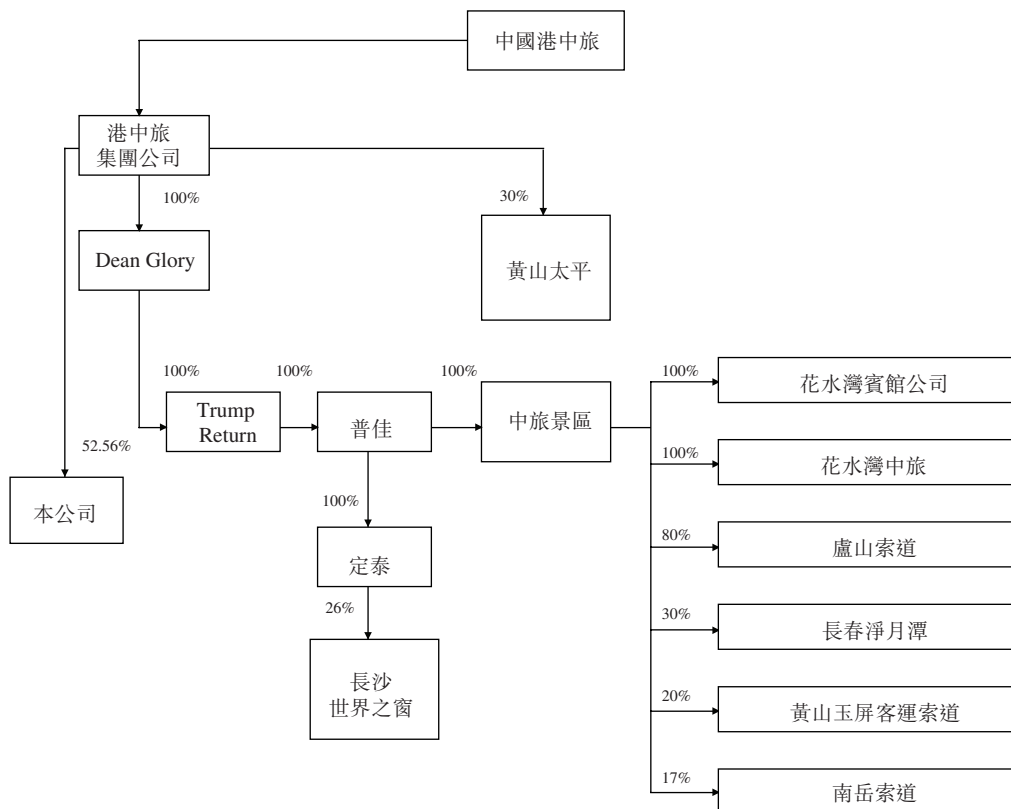 中國港中旅
港中旅
集團公司
100%
30%
Dean Glory
黃山太平
100%
100%
100%
100%
花水灣賓館公司
Trump
Return
普佳
中旅景區
52.56%
100%
花水灣中旅
本公司
100%
定泰
80%
盧山索道
26%
30%
長春淨月潭
長沙
世界之窗
20%
黃山玉屏客運索道
17%
南岳索道